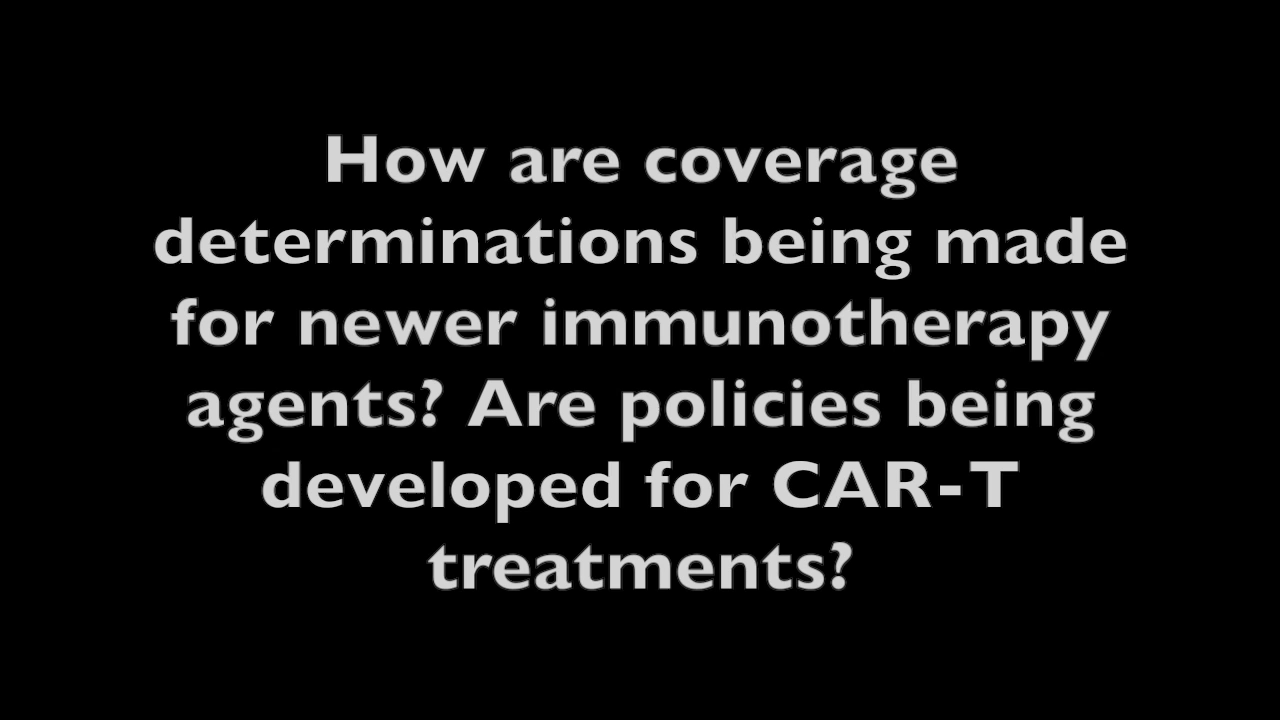 How are coverage
determinations being made
for newer immunotherapy
agents? Are policies being
developed for CAR-T
treatments?